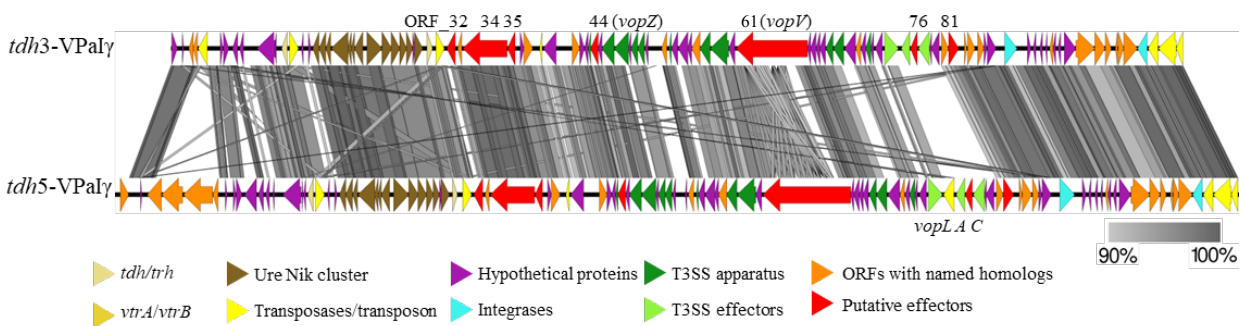 ORF_32 34 35 44 (vopZ) 61(vopV) 76 81
tdh3-VPaIγ
tdh5-VPaIγ
vopL A C
90% 100%
tdh/trh Ure Nik cluster Hypothetical proteins T3SS apparatus ORFs with named homologs
vtrA/vtrB Transposases/transposon Integrases T3SS effectors Putative effectors